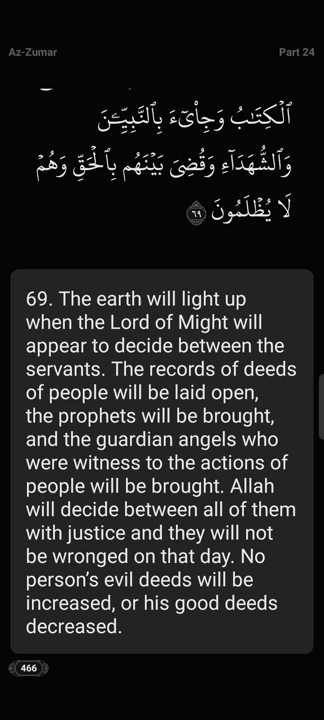 Az-Zumar
Part 24
ٱلْكِتَٰبُ وَجِا۟ىٓءَ بِٱلنَّبِيِّـۧنَ
وَٱلشُّهَدَآءِ وَقُضِىَ بَيْنَهُم بِٱلْحَقِّ وَهُمْ
لَا يُظْلَمُونَ ٦٩
69. The earth will light up
when the Lord of Might will
appear to decide between the
servants. The records of deeds
of people will be laid open,
the prophets will be brought,
and the guardian angels who
were witness to the actions of
people will be brought. Allah
will decide between all of them
with justice and they will not
be wronged on that day. No
person’s evil deeds will be
increased, or his good deeds
decreased.
466